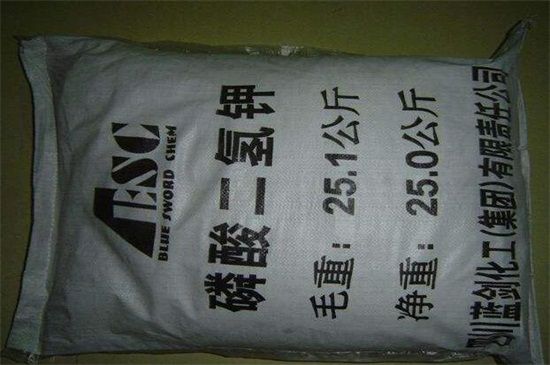 ESC
BLUE SWORD CHEM
磷酸二氢钾
毛重：25.1公斤
净重：25.0公斤
四川蓝剑化工(集团)有限责任公司